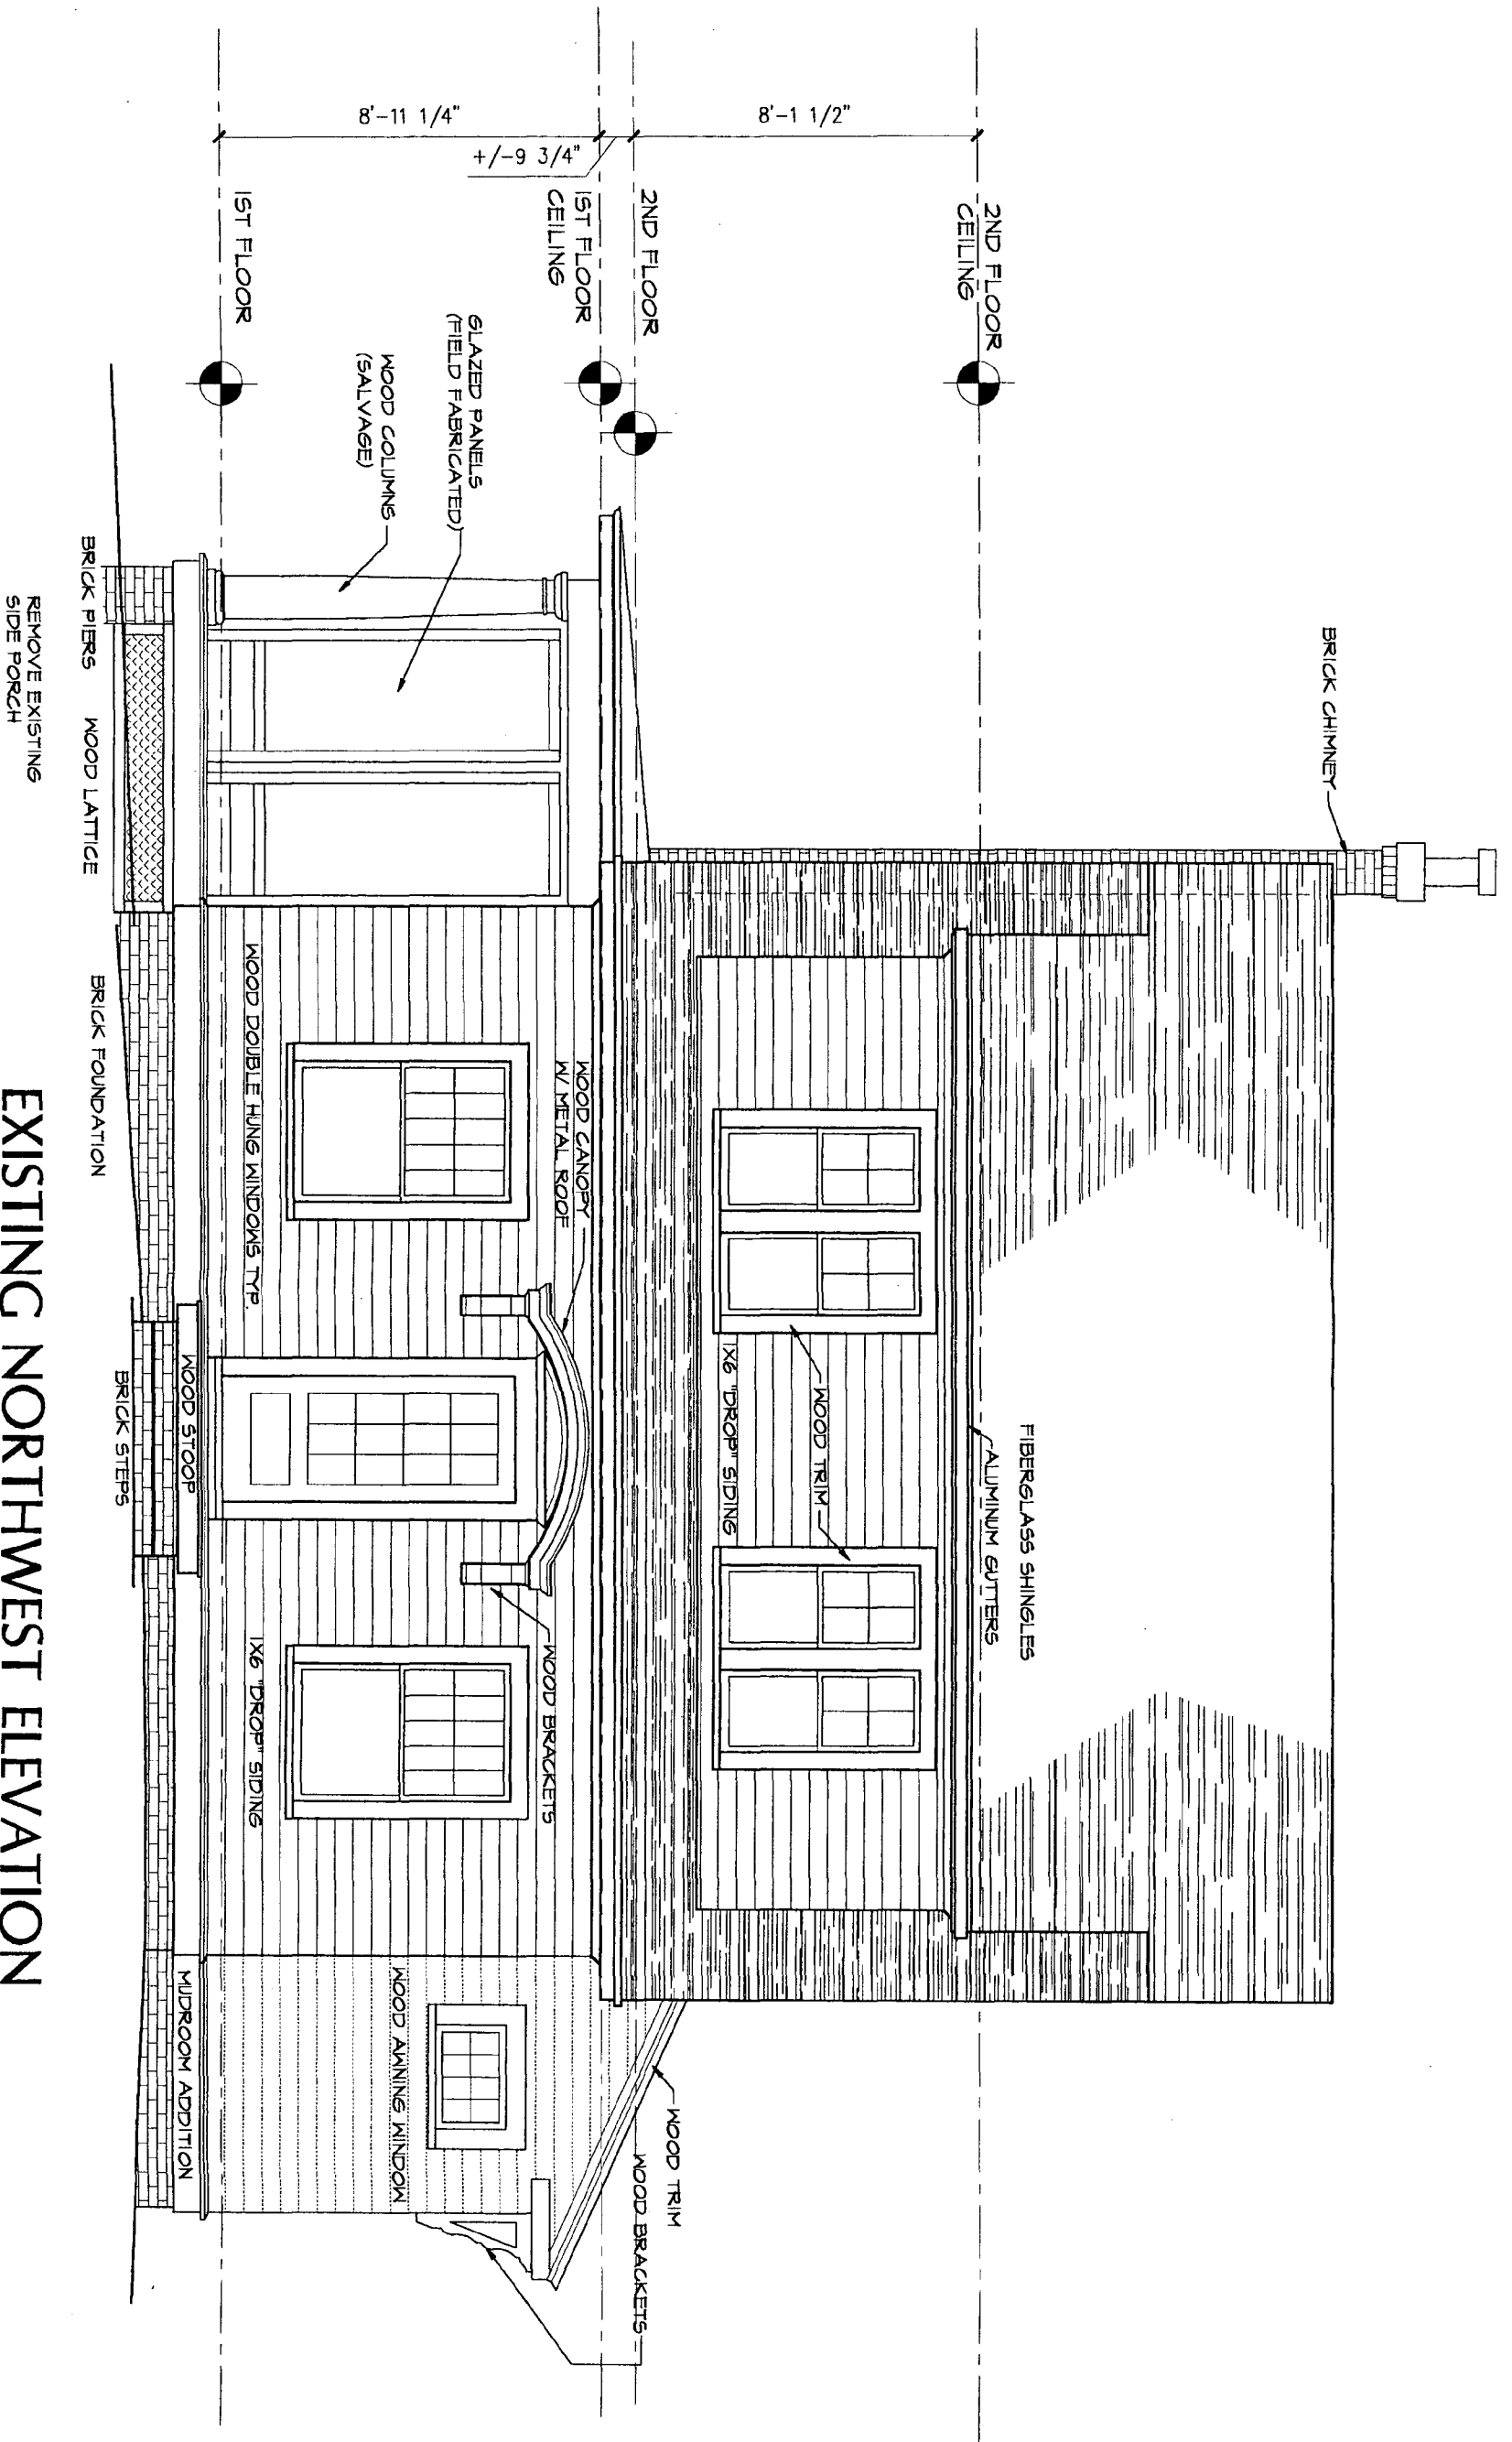 BRICK CHIMNEY
2ND FLOOR
CEILING
8'-1 1/2"
2ND FLOOR
+/-9 3/4"
1ST FLOOR
CEILING
8'-11 1/4"
1ST FLOOR
GLAZED PANELS
(FIELD FABRICATED)
WOOD COLUMNS
(SALVAGE)
FIBERGLASS SHINGLES
ALUMINUM GUTTERS
WOOD TRIM
1X6 "DROP" SIDING
WOOD TRIM
WOOD BRACKETS
WOOD CANOPY
W/ METAL ROOF
WOOD BRACKETS
WOOD AWNING WINDOW
WOOD DOUBLE HUNG WINDOWS TYP.
1X6 "DROP" SIDING
WOOD STOOP
MUDROOM ADDITION
BRICK PIERS
WOOD LATTICE
BRICK FOUNDATION
BRICK STEPS
REMOVE EXISTING
SIDE PORCH
EXISTING NORTHWEST ELEVATION